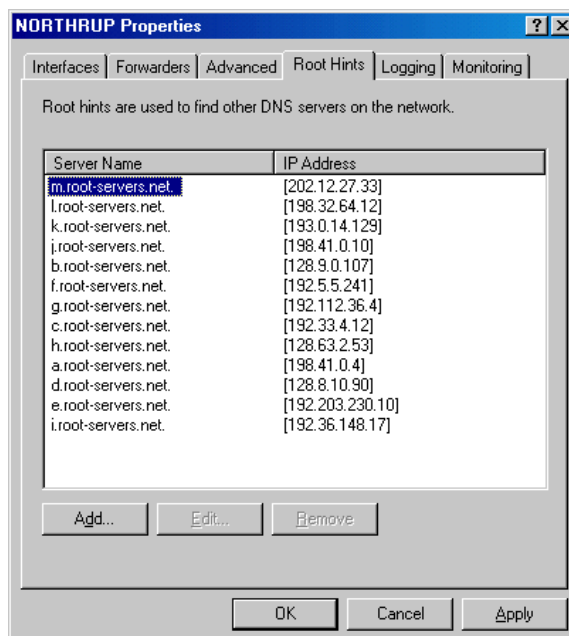 NORTHRUP Properties
Interfaces Forwarders Advanced Root Hints Logging Monitoring
Root hints are used to find other DNS servers on the network.
Server Name IP Address
m.root-servers.net. [202.12.27.33]
l.root-servers.net. [198.32.64.12]
k.root-servers.net. [193.0.14.129]
j.root-servers.net. [198.41.0.10]
b.root-servers.net. [128.9.0.107]
f.root-servers.net. [192.5.5.241]
g.root-servers.net. [192.112.36.4]
c.root-servers.net. [192.33.4.12]
h.root-servers.net. [128.63.2.53]
a.root-servers.net. [198.41.0.4]
d.root-servers.net. [128.8.10.90]
e.root-servers.net. [192.203.230.10]
i.root-servers.net. [192.36.148.17]
Add... Edit... Remove
OK Cancel Apply